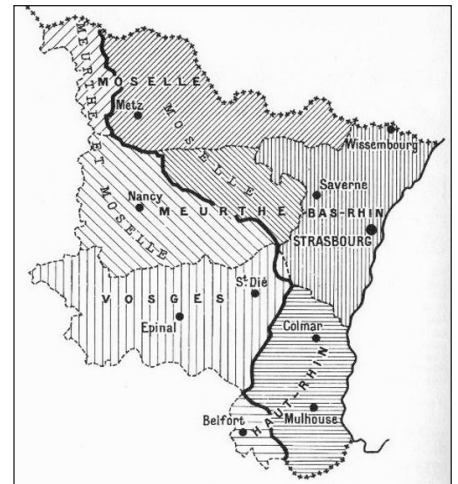 MEURTHE ET MOSELLE
MOSELLE
Metz
MOSELLE
Wissembourg
Saverne
Nancy
MEURTHE
BAS-RHIN
STRASBOURG
St Dié
VOSGES
Epinal
Colmar
HAUT-RHIN
Belfort
Mulhouse